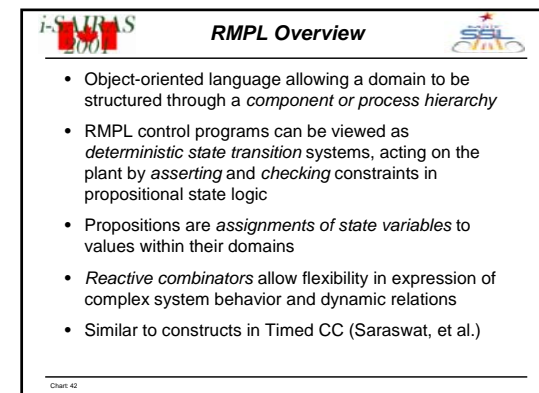 i-SAIRAS
2001
RMPL Overview
SSL
• Object-oriented language allowing a domain to be
structured through a component or process hierarchy
• RMPL control programs can be viewed as
deterministic state transition systems, acting on the
plant by asserting and checking constraints in
propositional state logic
• Propositions are assignments of state variables to
values within their domains
• Reactive combinators allow flexibility in expression of
complex system behavior and dynamic relations
• Similar to constructs in Timed CC (Saraswat, et al.)
Chart: 42